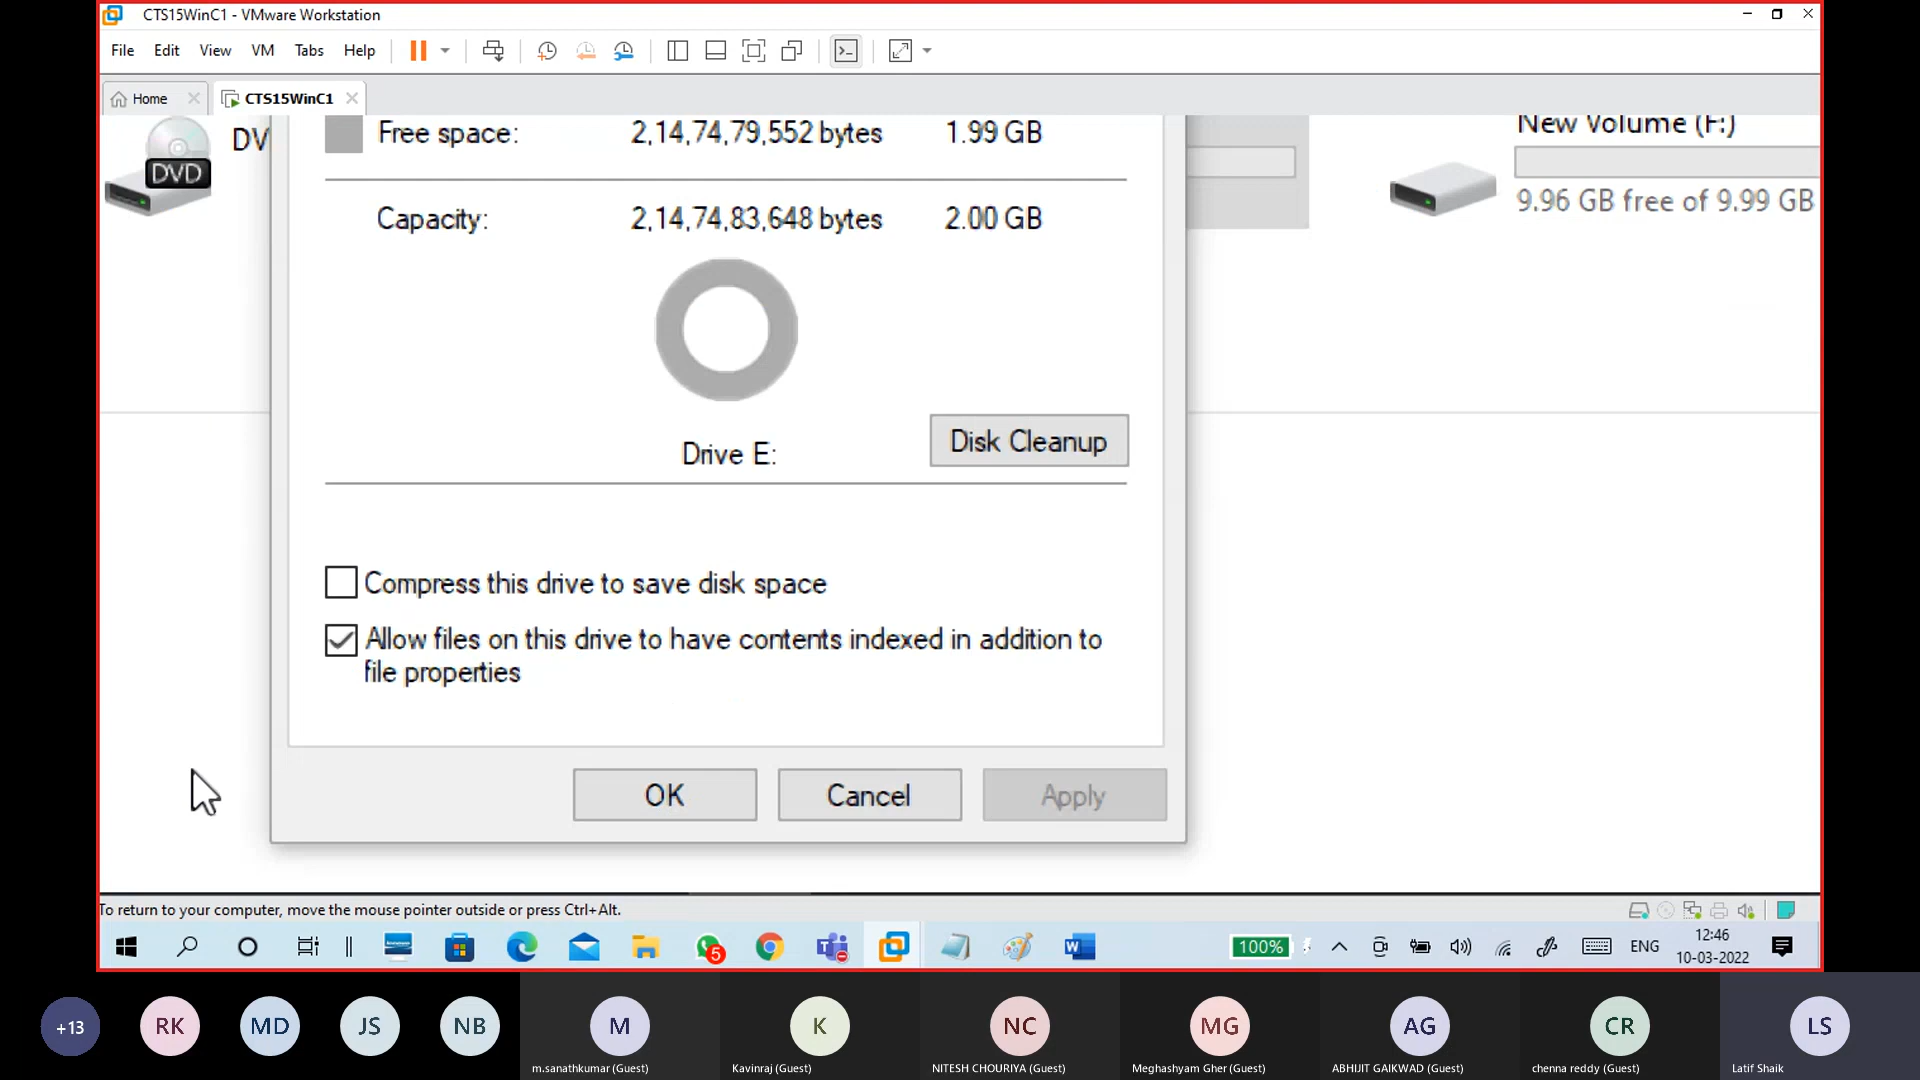 CTS15WinC1 - VMware Workstation
File Edit View VM Tabs Help
Home CTS15WinC1
DV
DVD
Free space: 2,14,74,79,552 bytes 1.99 GB
Capacity: 2,14,74,83,648 bytes 2.00 GB
New Volume (F:)
9.96 GB free of 9.99 GB
Drive E:
Disk Cleanup
Compress this drive to save disk space
Allow files on this drive to have contents indexed in addition to
file properties
OK Cancel Apply
To return to your computer, move the mouse pointer outside or press Ctrl+Alt.
5
100%
ENG
12:46
10-03-2022
+13 RK MD JS NB M K NC MG AG CR LS
m.sanathkumar (Guest) Kavinraj (Guest) NITESH CHOURIYA (Guest) Meghashyam Gher (Guest) ABHIJIT GAIKWAD (Guest) chenna reddy (Guest) Latif Shaik